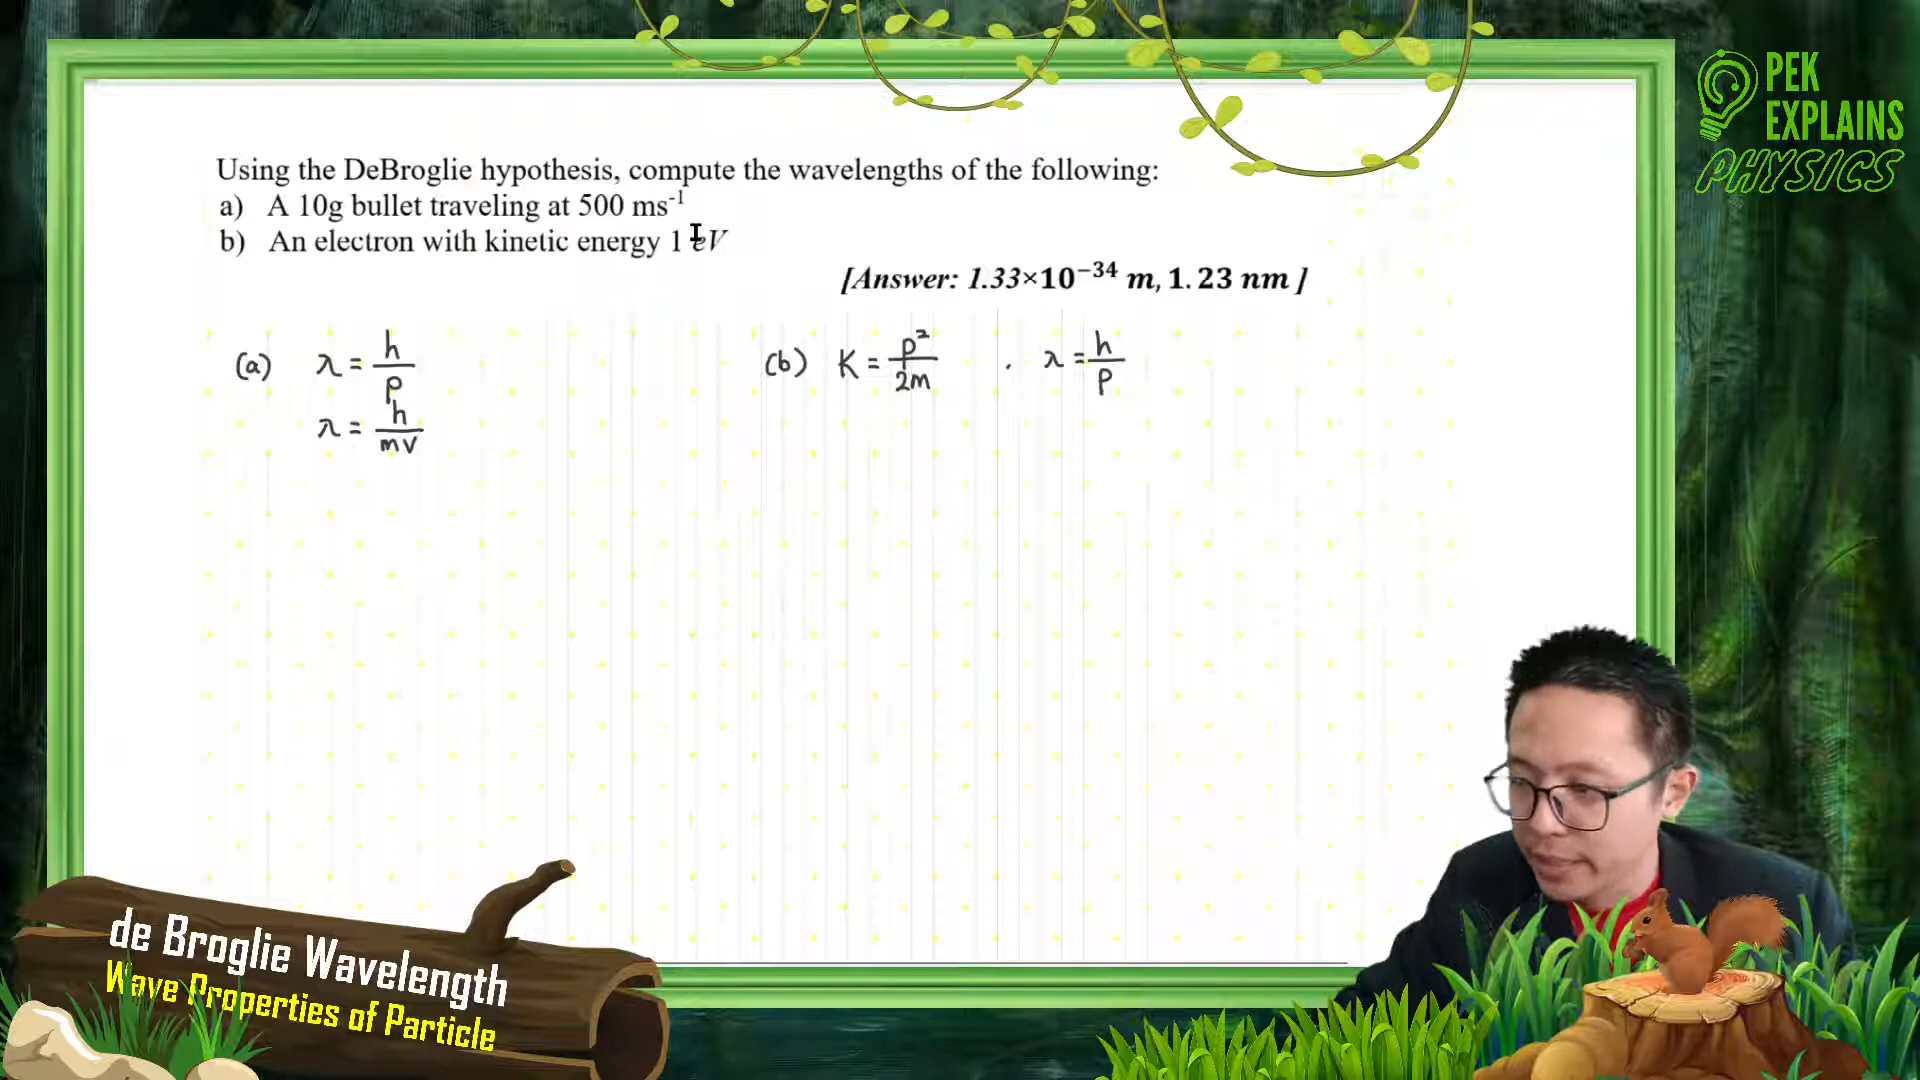 PEK
EXPLAINS
PHYSICS
Using the DeBroglie hypothesis, compute the wavelengths of the following:
a) A 10g bullet traveling at 500 ms⁻¹
b) An electron with kinetic energy 1 eV
[Answer: 1.33×10⁻³⁴ m, 1.23 nm ]
(a) λ = h/p
λ = h/mv
(b) K = p²/2m , λ = h/p
de Broglie Wavelength
Wave Properties of Particle